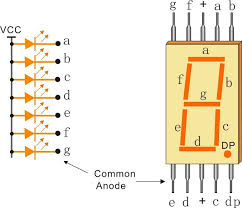 VCC
a
b
c
d
e
f
g
Common
Anode
g f + a b
a
f b
g
e c
d
DP
e d + c dp